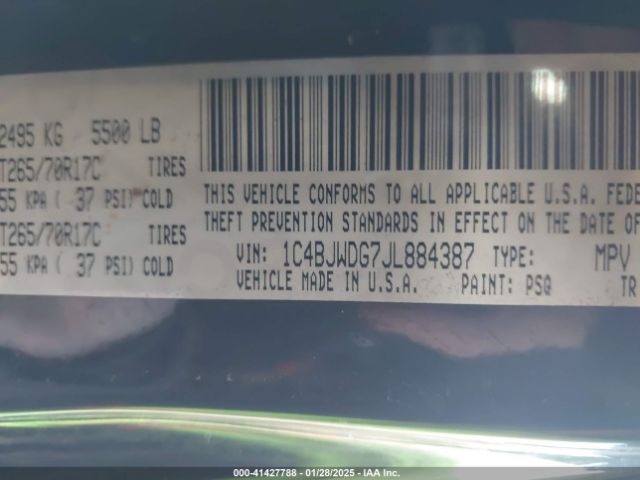 2495 KG 5500 LB
T265/70R17C TIRES
55 KPA ( 37 PSI) COLD
T265/70R17C TIRES
55 KPA ( 37 PSI) COLD
THIS VEHICLE CONFORMS TO ALL APPLICABLE U.S.A. FEDE
THEFT PREVENTION STANDARDS IN EFFECT ON THE DATE OF
VIN: 1C4BJWDG7JL884387 TYPE: MPV
VEHICLE MADE IN U.S.A. PAINT: PSQ TR
000-41427788 - 01/28/2025 - IAA Inc.